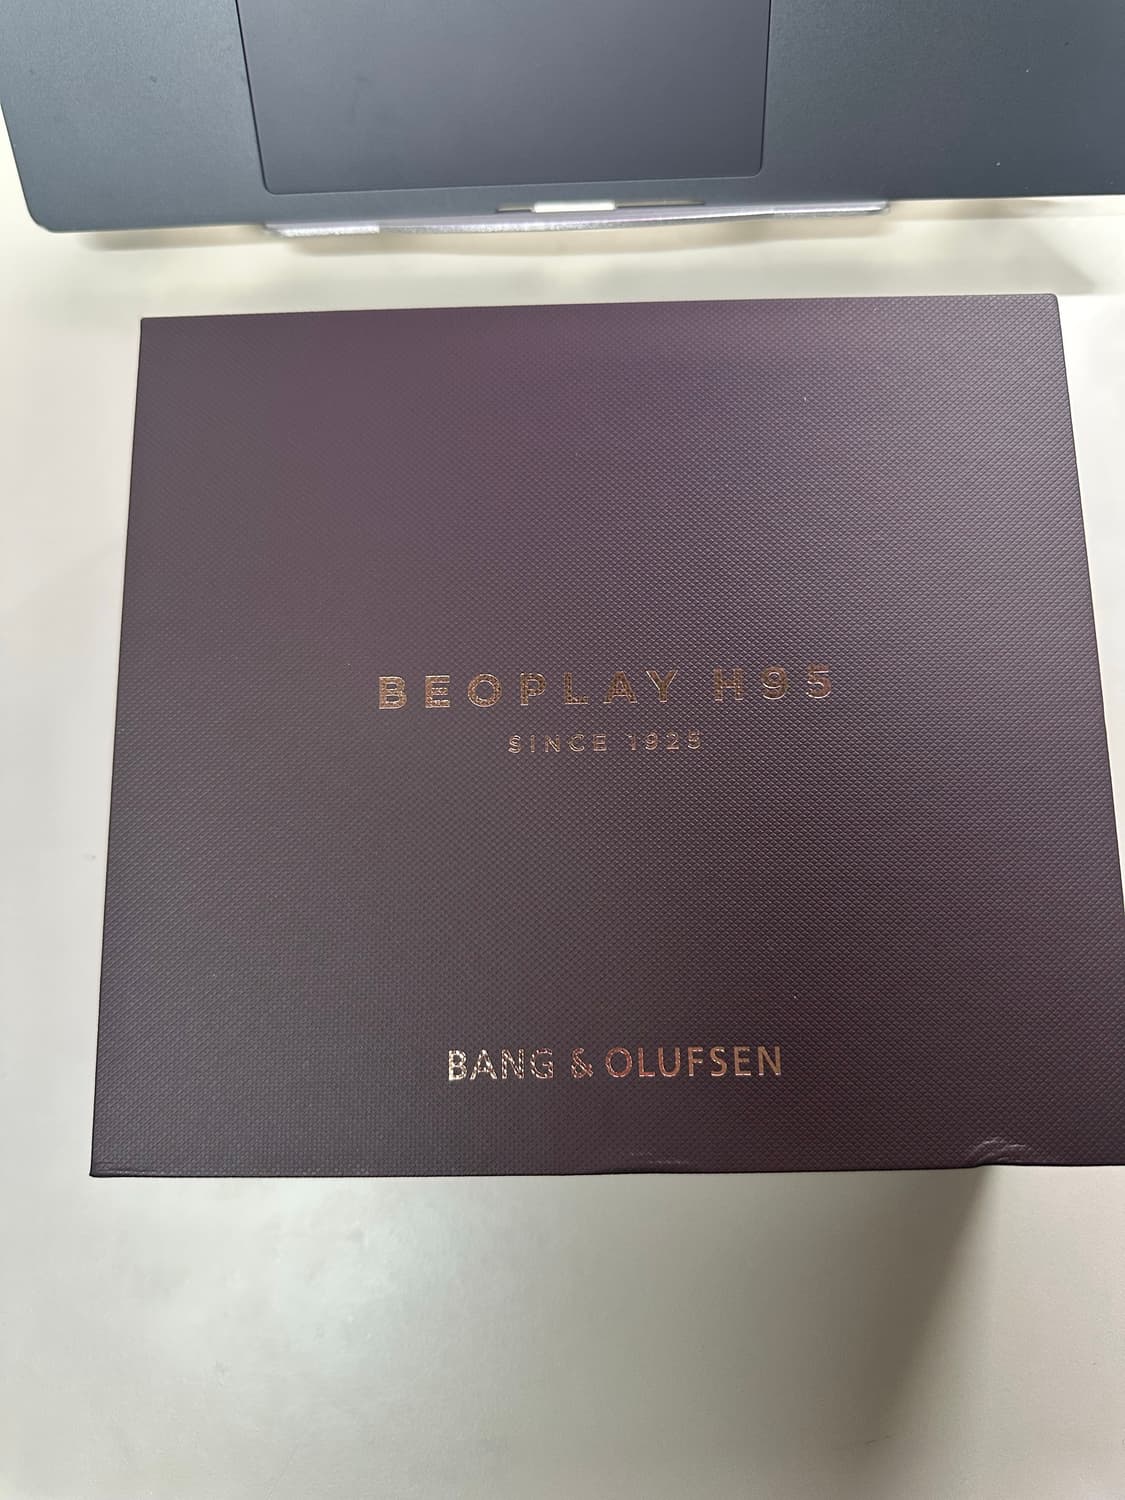 BEOPLAY H95
SINCE 1925
BANG & OLUFSEN